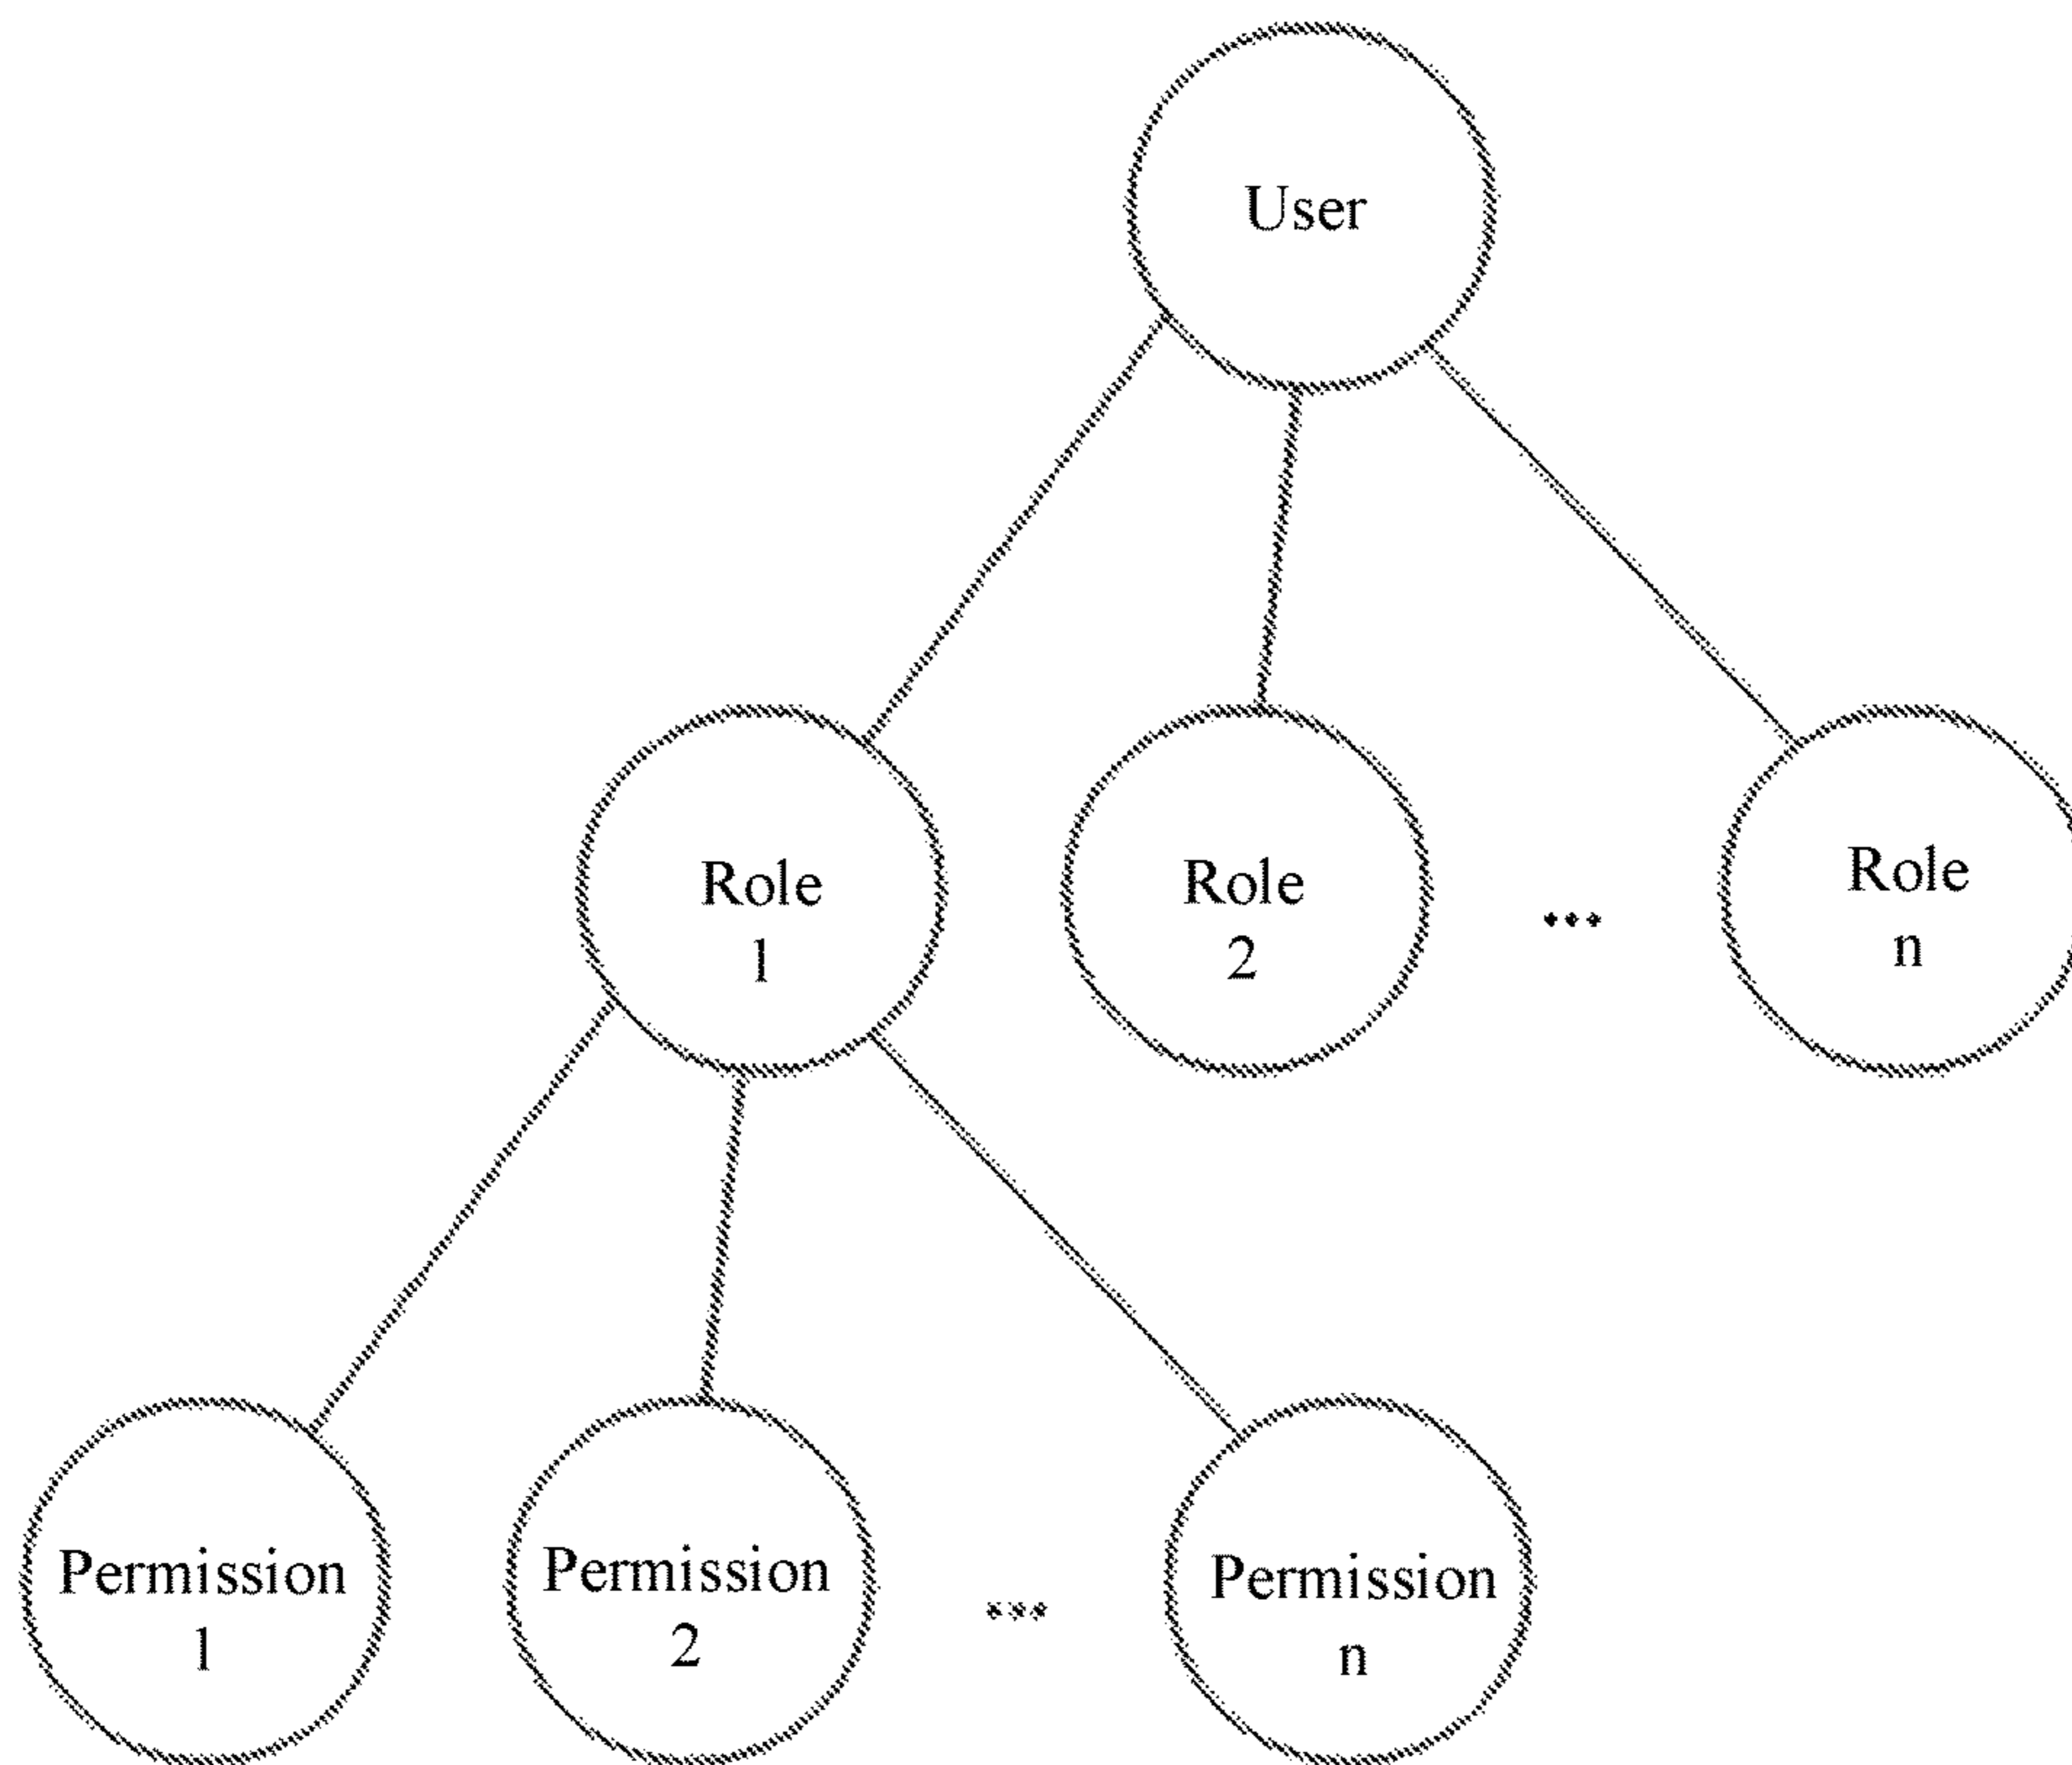 User
Role
1
Role
2
...
Role
n
Permission
1
Permission
2
...
Permission
n